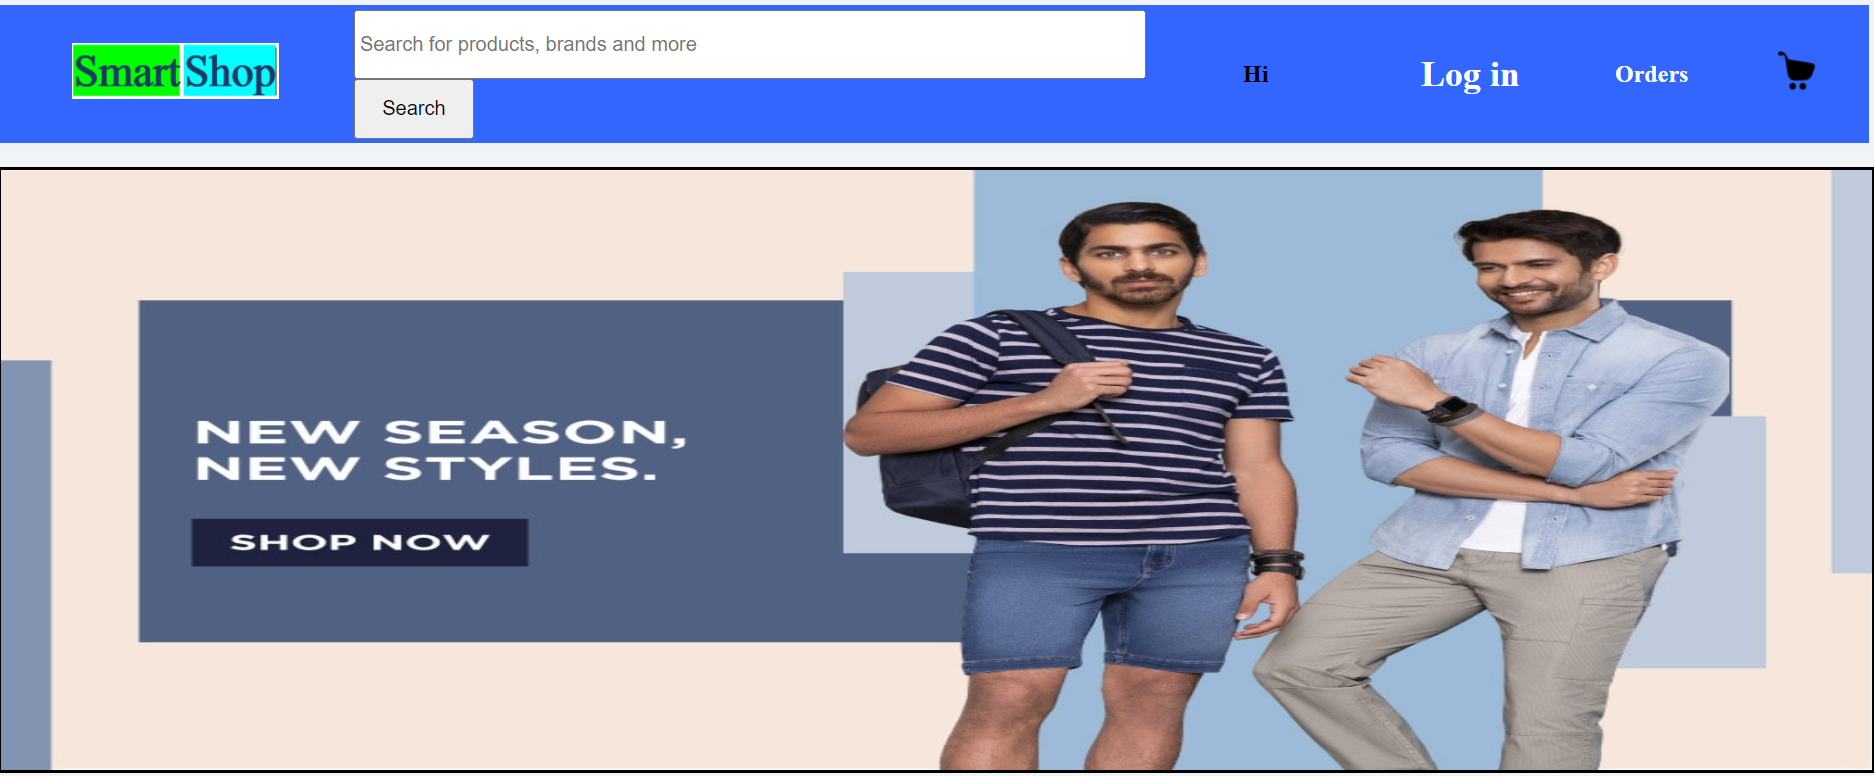 SmartShop
Search for products, brands and more
Search
Hi
Log in
Orders
NEW SEASON,
NEW STYLES.
SHOP NOW